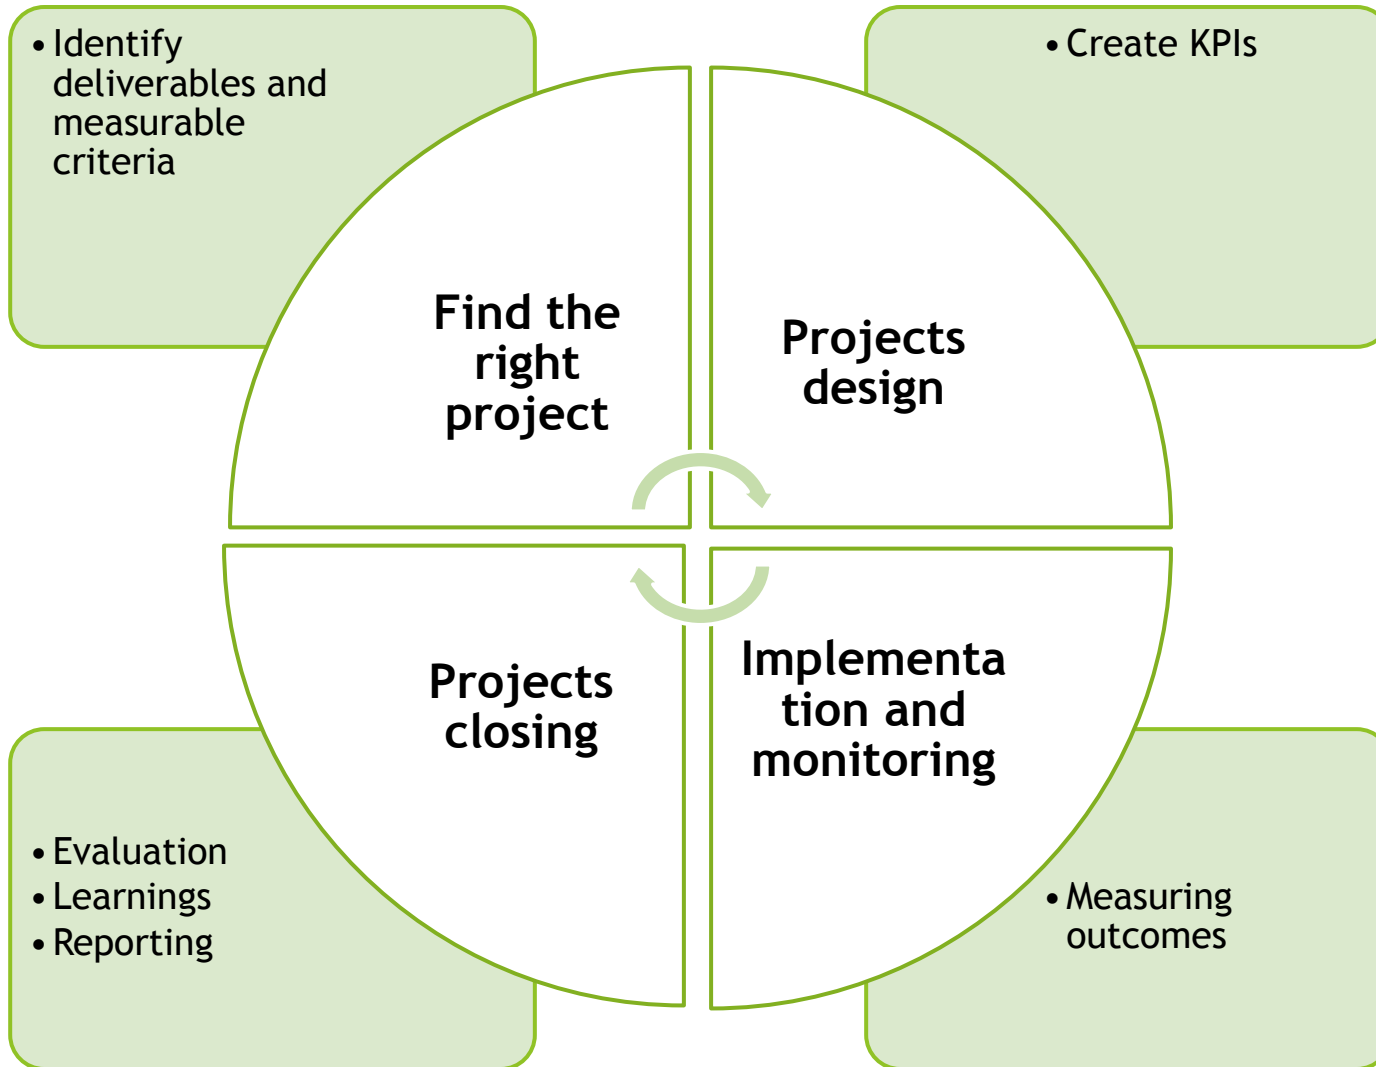 • Identify
deliverables and
measurable
criteria
• Create KPIs
Find the
right
project
Projects
design
Projects
closing
Implementa
tion and
monitoring
• Evaluation
• Learnings
• Reporting
• Measuring
outcomes